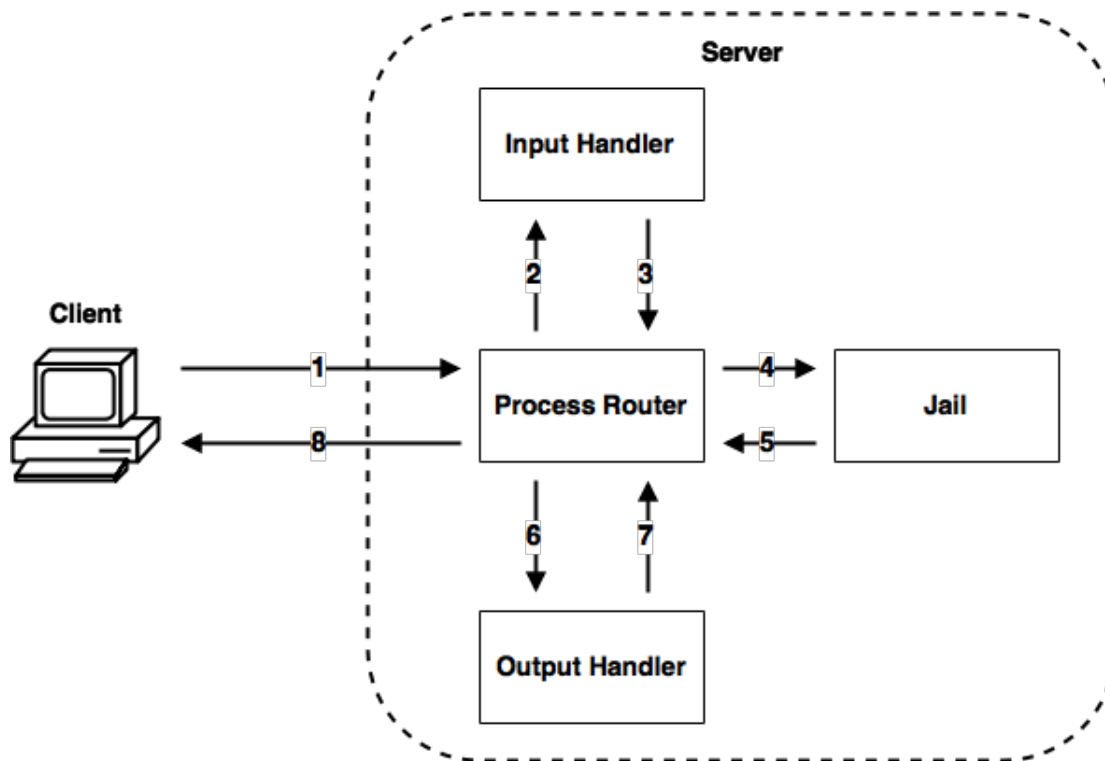 Server
Input Handler
2
3
Client
1
Process Router
4
Jail
8
5
6
7
Output Handler